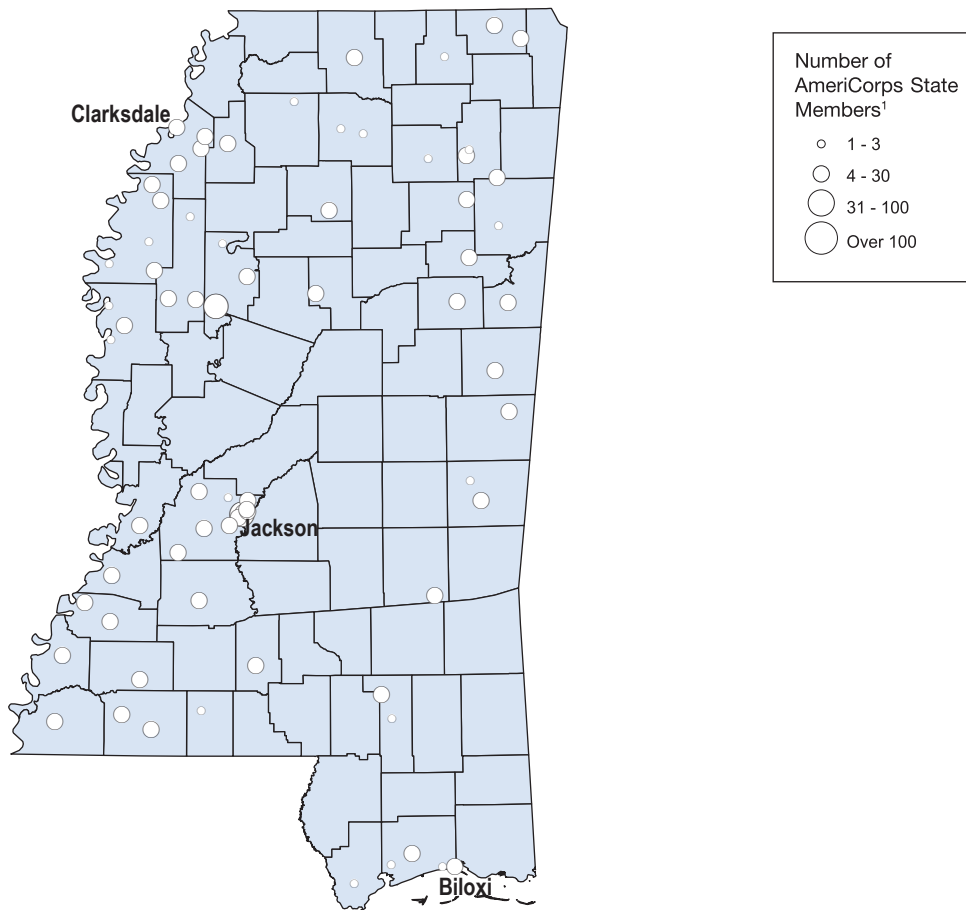 Number of
AmeriCorps State
Members¹
1 - 3
4 - 30
31 - 100
Over 100
Clarksdale
Jackson
Biloxi